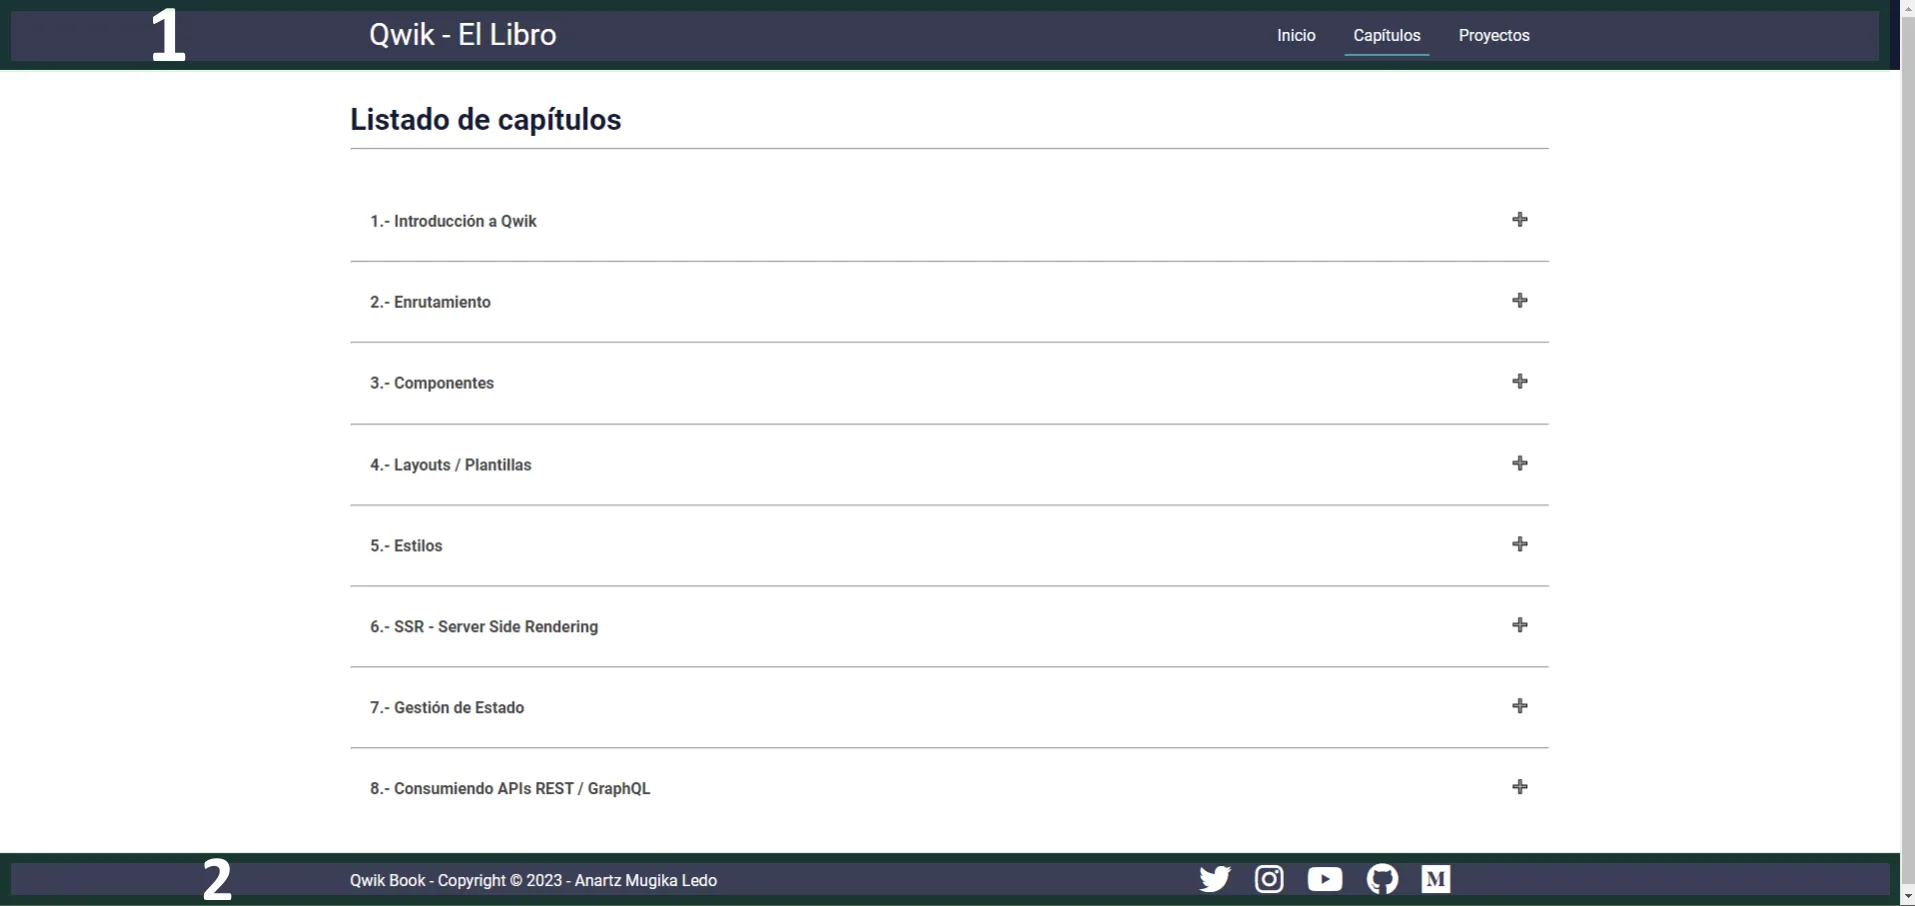 1
Qwik - El Libro
Inicio Capítulos Proyectos
Listado de capítulos
1.- Introducción a Qwik
2.- Enrutamiento
3.- Componentes
4.- Layouts / Plantillas
5.- Estilos
6.- SSR - Server Side Rendering
7.- Gestión de Estado
8.- Consumiendo APIs REST / GraphQL
2
Qwik Book - Copyright © 2023 - Anartz Mugika Ledo
M